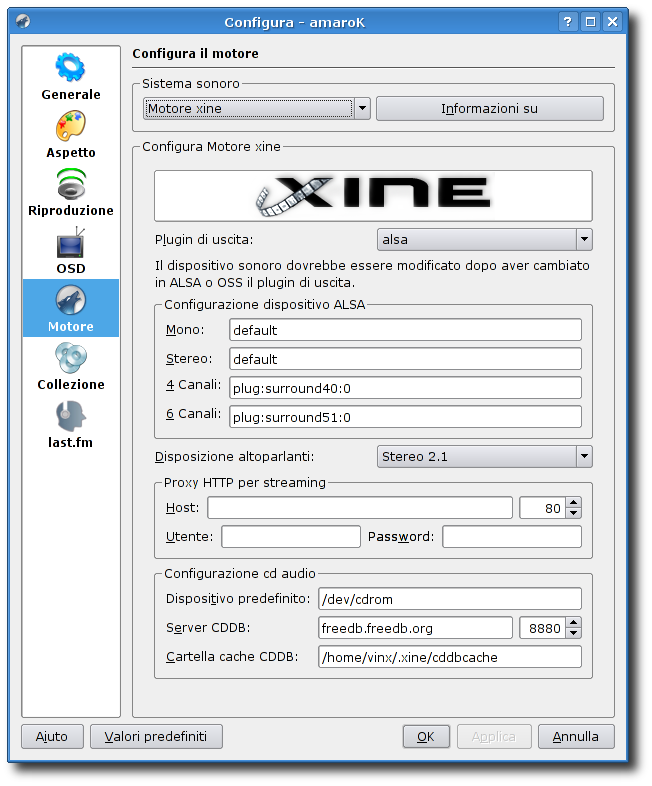 Configura - amaroK
Generale
Aspetto
Riproduzione
OSD
Motore
Collezione
last.fm
Configura il motore
Sistema sonoro
Motore xine
Informazioni su
Configura Motore xine
XINE
Plugin di uscita:
alsa
Il dispositivo sonoro dovrebbe essere modificato dopo aver cambiato
in ALSA o OSS il plugin di uscita.
Configurazione dispositivo ALSA
Mono: default
Stereo: default
4 Canali: plug:surround40:0
6 Canali: plug:surround51:0
Disposizione altoparlanti: Stereo 2.1
Proxy HTTP per streaming
Host: 80
Utente: Password:
Configurazione cd audio
Dispositivo predefinito: /dev/cdrom
Server CDDB: freedb.freedb.org 8880
Cartella cache CDDB: /home/vinx/.xine/cddbcache
Aiuto Valori predefiniti OK Applica Annulla